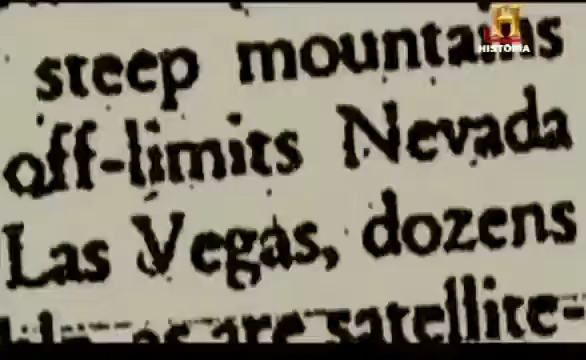 steep mountains
off-limits Nevada
Las Vegas, dozens
are satellite-
HISTORIA